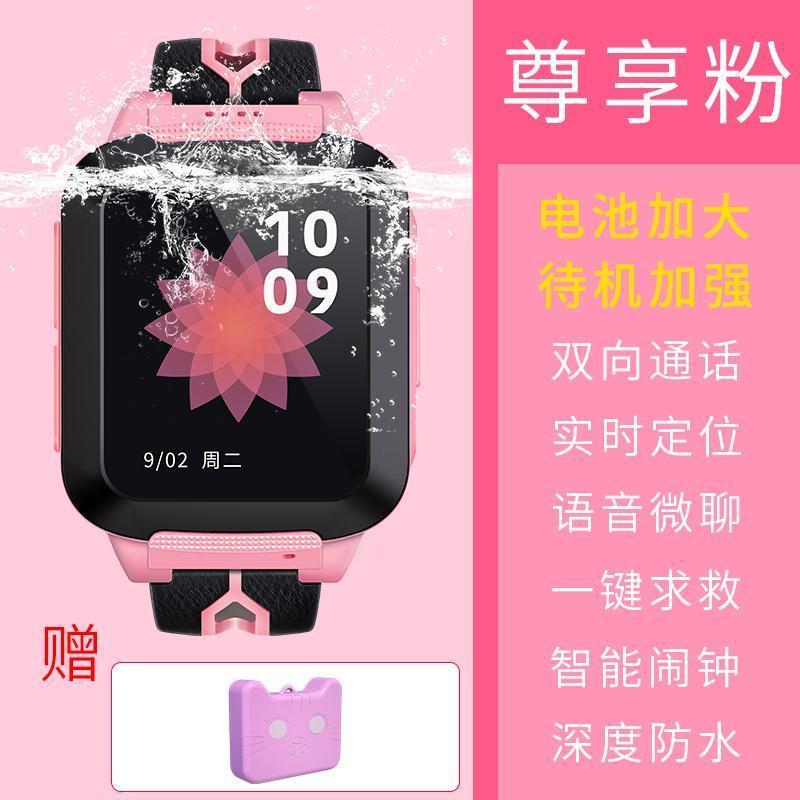 尊享粉
10
09
9/02 周二
电池加大
待机加强
双向通话
实时定位
语音微聊
一键求救
智能闹钟
深度防水
赠